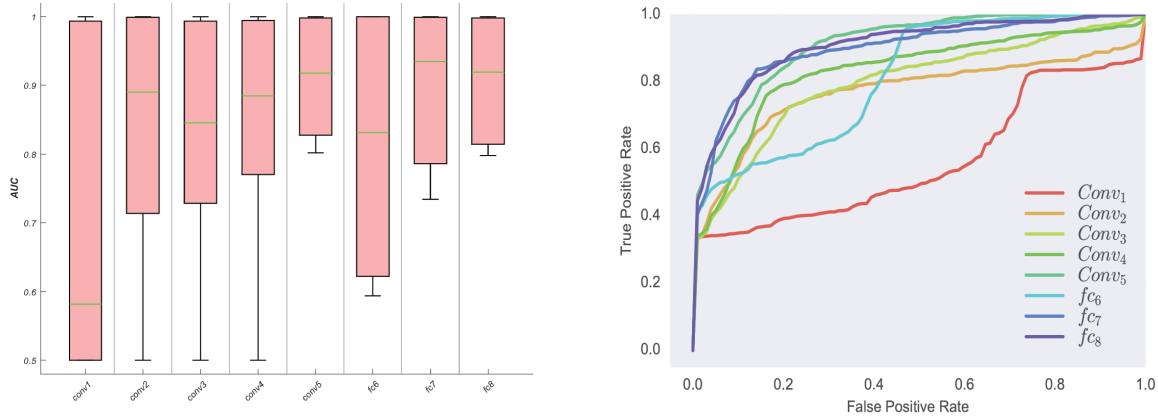 1
0.9
0.8
0.7
0.6
0.5
AUC
conv1
conv2
conv3
conv4
conv5
fc6
fc7
fc8
1.0
0.8
0.6
0.4
0.2
0.0
True Positive Rate
Conv1
Conv2
Conv3
Conv4
Conv5
fc6
fc7
fc8
0.0 0.2 0.4 0.6 0.8 1.0
False Positive Rate